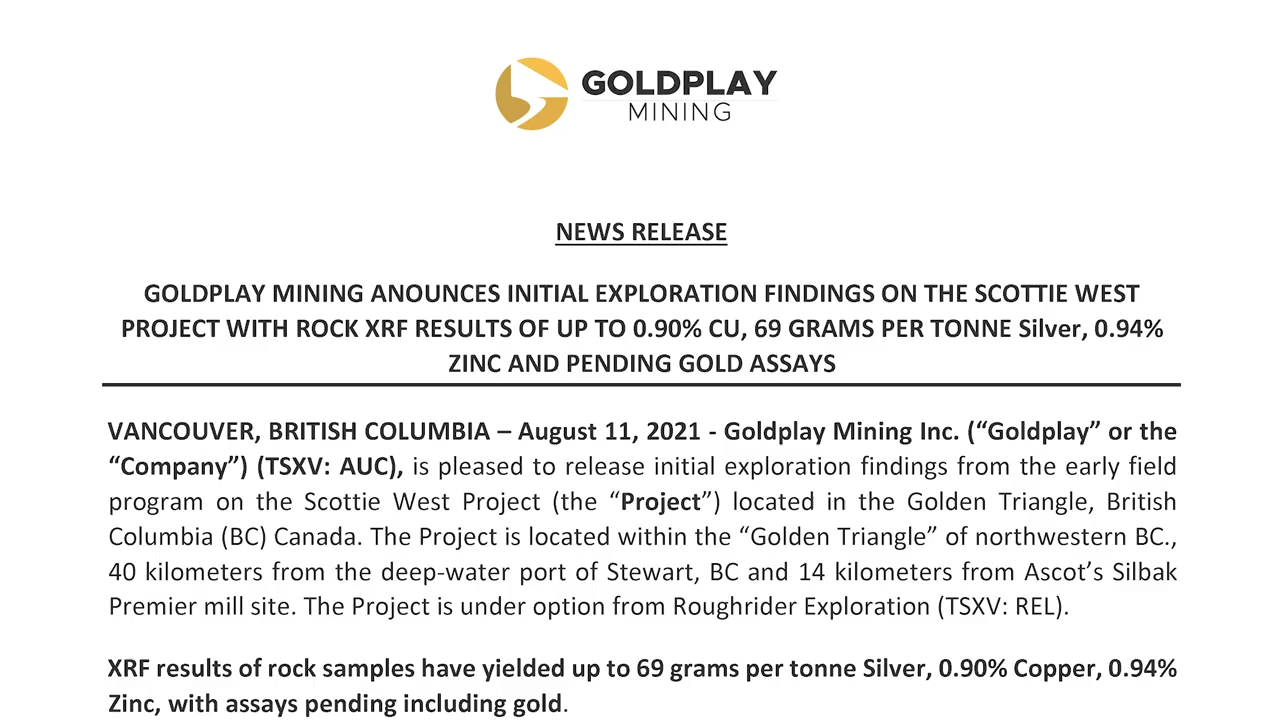 GOLDPLAY
MINING
NEWS RELEASE
GOLDPLAY MINING ANOUNCES INITIAL EXPLORATION FINDINGS ON THE SCOTTIE WEST
PROJECT WITH ROCK XRF RESULTS OF UP TO 0.90% CU, 69 GRAMS PER TONNE Silver, 0.94%
ZINC AND PENDING GOLD ASSAYS
VANCOUVER, BRITISH COLUMBIA – August 11, 2021 - Goldplay Mining Inc. (“Goldplay” or the
“Company”) (TSXV: AUC), is pleased to release initial exploration findings from the early field
program on the Scottie West Project (the “Project”) located in the Golden Triangle, British
Columbia (BC) Canada. The Project is located within the “Golden Triangle” of northwestern BC.,
40 kilometers from the deep-water port of Stewart, BC and 14 kilometers from Ascot’s Silbak
Premier mill site. The Project is under option from Roughrider Exploration (TSXV: REL).
XRF results of rock samples have yielded up to 69 grams per tonne Silver, 0.90% Copper, 0.94%
Zinc, with assays pending including gold.